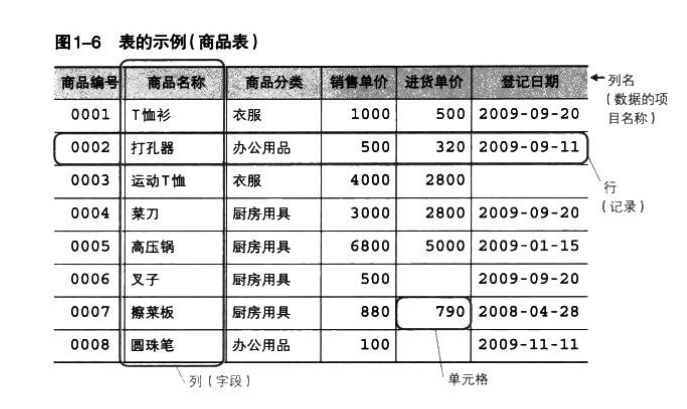 图1-6 表的示例(商品表)
商品编号 商品名称 商品分类 销售单价 进货单价 登记日期
0001 T恤衫 衣服 1000 500 2009-09-20
0002 打孔器 办公用品 500 320 2009-09-11
0003 运动T恤 衣服 4000 2800
0004 菜刀 厨房用具 3000 2800 2009-09-20
0005 高压锅 厨房用具 6800 5000 2009-01-15
0006 叉子 厨房用具 500 2009-09-20
0007 擦菜板 厨房用具 880 790 2008-04-28
0008 圆珠笔 办公用品 100 2009-11-11
列名
(数据的项
目名称)
行
(记录)
列(字段)
单元格